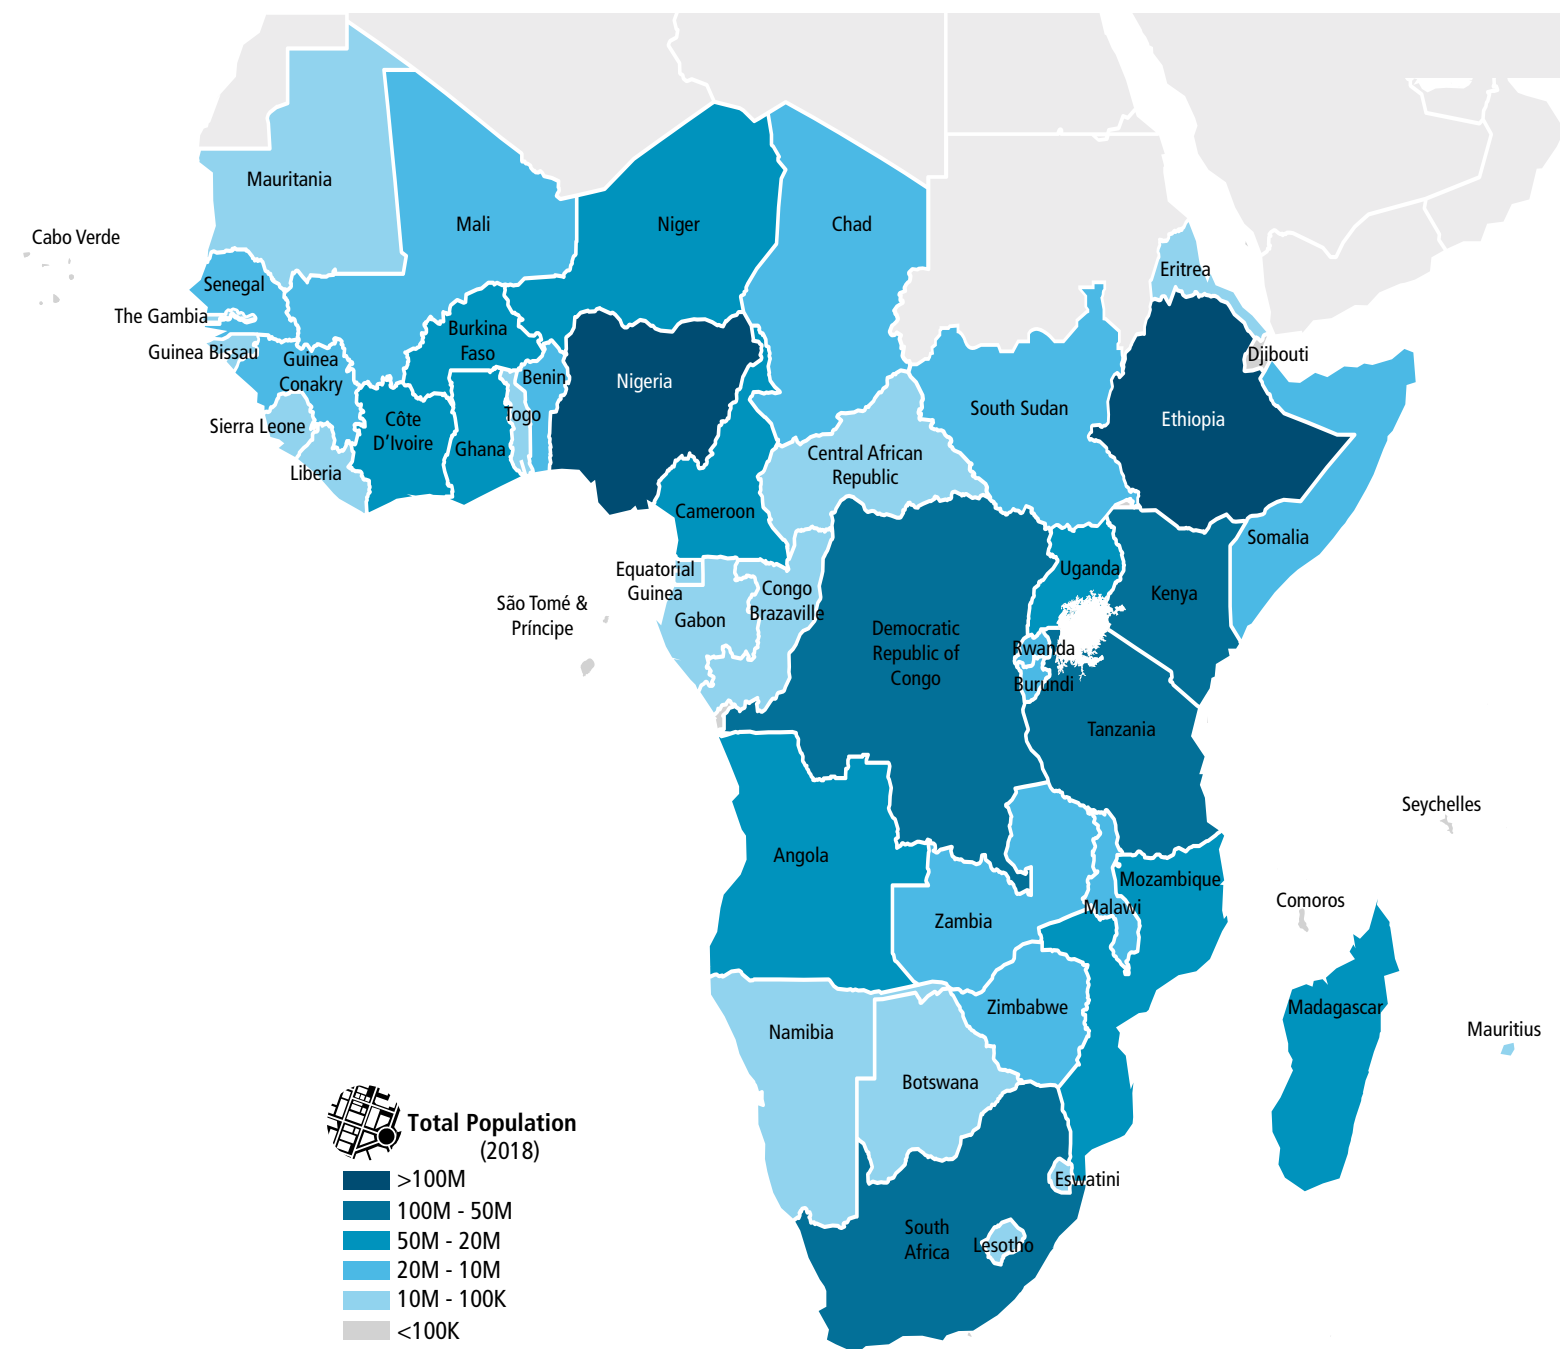 Mauritania
Mali
Niger
Chad
Cabo Verde
Senegal
Eritrea
The Gambia
Burkina
Faso
Guinea Bissau
Guinea
Conakry
Djibouti
Benin
Nigeria
South Sudan
Togo
Ethiopia
Côte
D’Ivoire
Sierra Leone
Ghana
Central African
Republic
Liberia
Cameroon
Somalia
Equatorial
Guinea
Uganda
Congo
Brazaville
Kenya
São Tomé &
Príncipe
Gabon
Democratic
Republic of
Congo
Rwanda
Burundi
Tanzania
Seychelles
Angola
Mozambique
Comoros
Malawi
Zambia
Zimbabwe
Madagascar
Namibia
Mauritius
Botswana
Eswatini
South
Africa
Lesotho
Total Population
(2018)
>100M
100M - 50M
50M - 20M
20M - 10M
10M - 100K
<100K